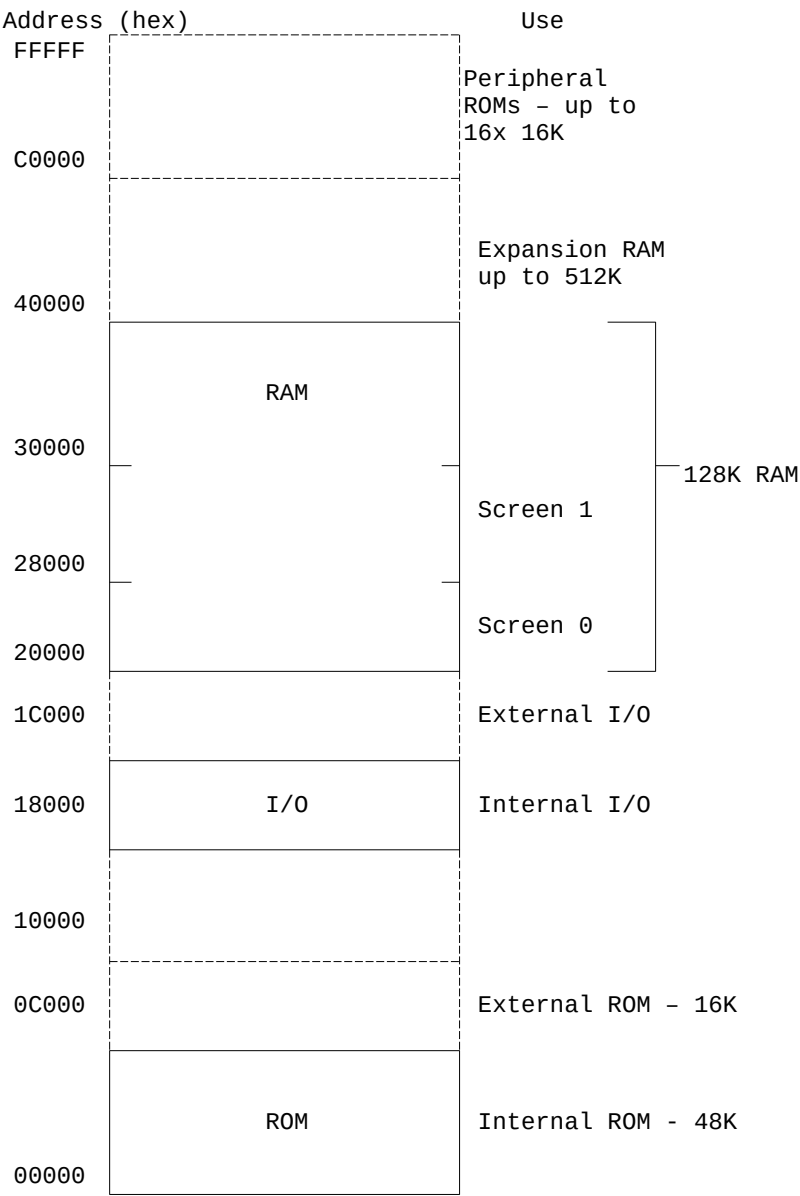 Address (hex) Use
FFFFF
Peripheral
ROMs – up to
16x 16K
C0000
Expansion RAM
up to 512K
40000
RAM
30000
128K RAM
Screen 1
28000
Screen 0
20000
1C000 External I/O
18000 I/O Internal I/O
10000
0C000 External ROM – 16K
ROM Internal ROM - 48K
00000